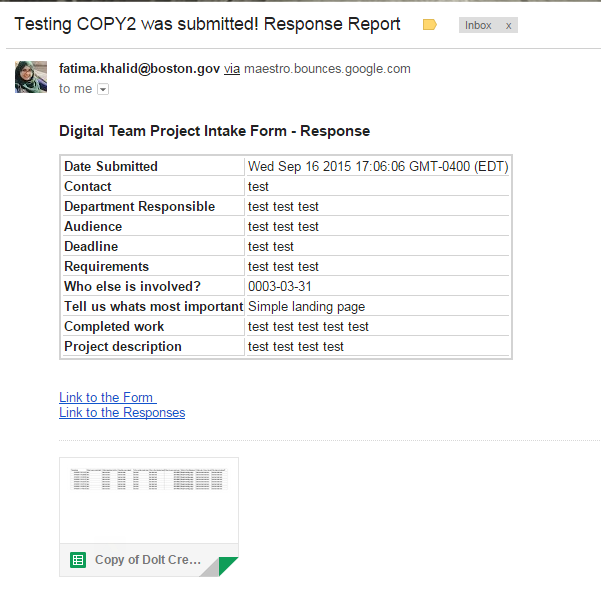 Testing COPY2 was submitted! Response Report Inbox x
fatima.khalid@boston.gov via maestro.bounces.google.com
to me
Digital Team Project Intake Form - Response
Date Submitted Wed Sep 16 2015 17:06:06 GMT-0400 (EDT)
Contact test
Department Responsible test test test
Audience test test test
Deadline test test
Requirements test test test
Who else is involved? 0003-03-31
Tell us whats most important Simple landing page
Completed work test test test test test
Project description test test test test
Link to the Form
Link to the Responses
Copy of DoIt Cre...